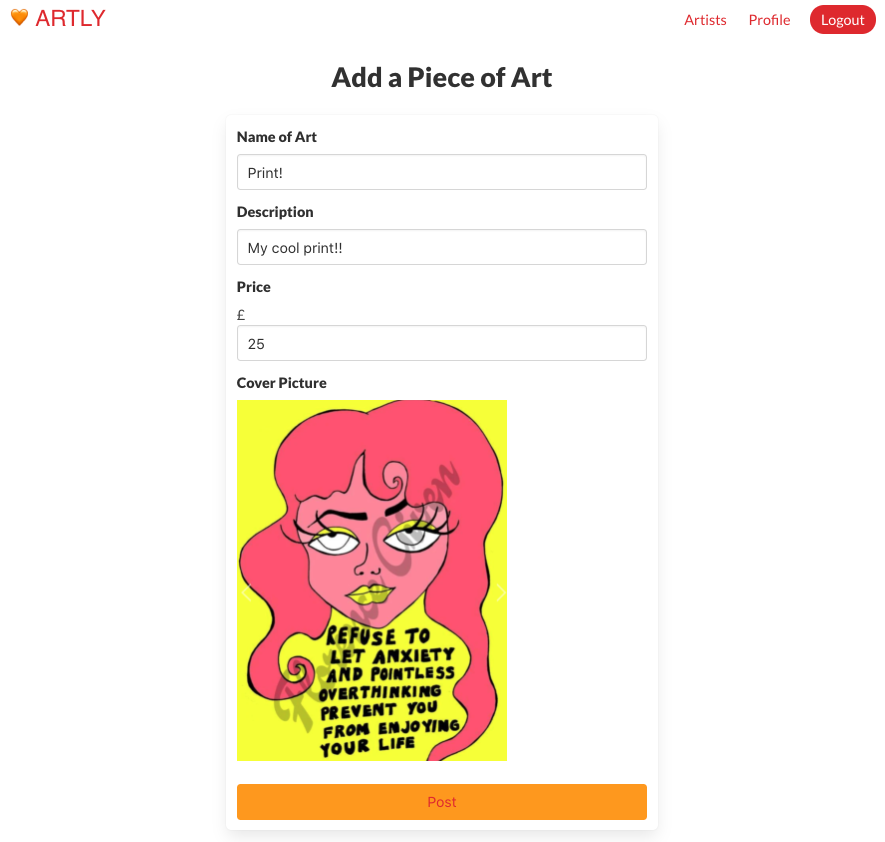 🧡 ARTLY
Artists Profile Logout
Add a Piece of Art
Name of Art
Print!
Description
My cool print!!
Price
£
25
Cover Picture
REFUSE TO
LET ANXIETY
AND POINTLESS
OVERTHINKING
PREVENT YOU
FROM ENJOYING
YOUR LIFE
Post